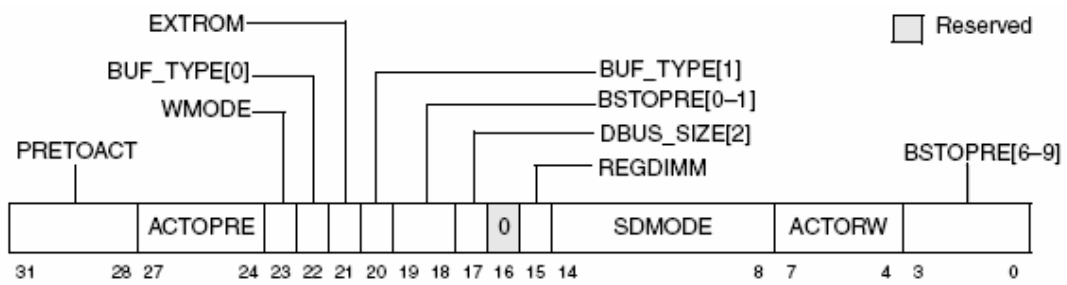 EXTROM
Reserved
BUF_TYPE[0]
BUF_TYPE[1]
WMODE
BSTOPRE[0–1]
DBUS_SIZE[2]
PRETOACT
REGDIMM
BSTOPRE[6–9]
ACTOPRE 0 SDMODE ACTORW
31 28 27 24 23 22 21 20 19 18 17 16 15 14 8 7 4 3 0